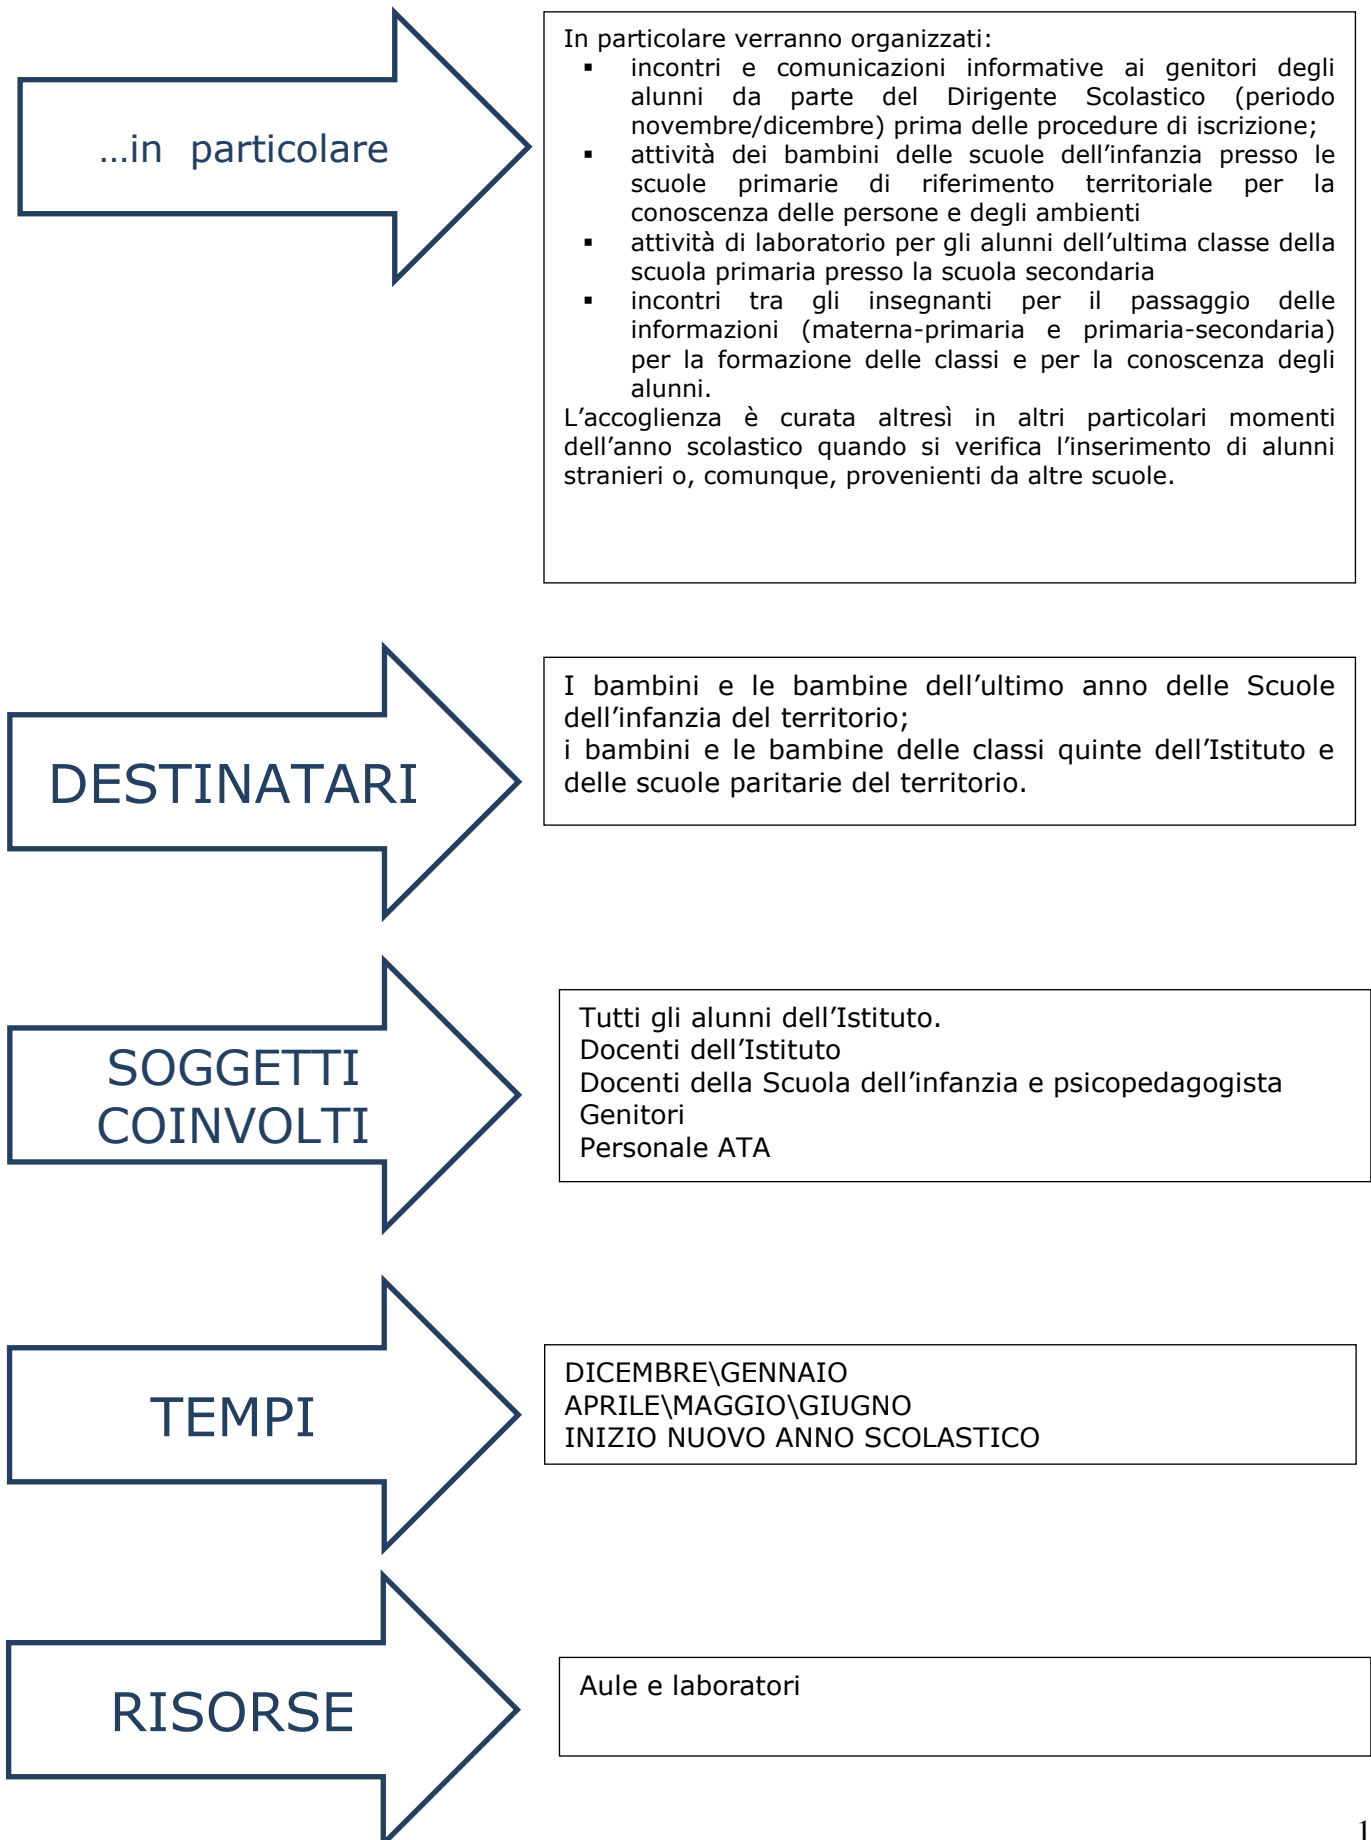 …in particolare
In particolare verranno organizzati:
▪ incontri e comunicazioni informative ai genitori degli
alunni da parte del Dirigente Scolastico (periodo
novembre/dicembre) prima delle procedure di iscrizione;
▪ attività dei bambini delle scuole dell’infanzia presso le
scuole primarie di riferimento territoriale per la
conoscenza delle persone e degli ambienti
▪ attività di laboratorio per gli alunni dell’ultima classe della
scuola primaria presso la scuola secondaria
▪ incontri tra gli insegnanti per il passaggio delle
informazioni (materna-primaria e primaria-secondaria)
per la formazione delle classi e per la conoscenza degli
alunni.
L’accoglienza è curata altresì in altri particolari momenti
dell’anno scolastico quando si verifica l’inserimento di alunni
stranieri o, comunque, provenienti da altre scuole.
DESTINATARI
I bambini e le bambine dell’ultimo anno delle Scuole
dell’infanzia del territorio;
i bambini e le bambine delle classi quinte dell’Istituto e
delle scuole paritarie del territorio.
SOGGETTI
COINVOLTI
Tutti gli alunni dell’Istituto.
Docenti dell’Istituto
Docenti della Scuola dell’infanzia e psicopedagogista
Genitori
Personale ATA
TEMPI
DICEMBRE\GENNAIO
APRILE\MAGGIO\GIUGNO
INIZIO NUOVO ANNO SCOLASTICO
RISORSE
Aule e laboratori
1